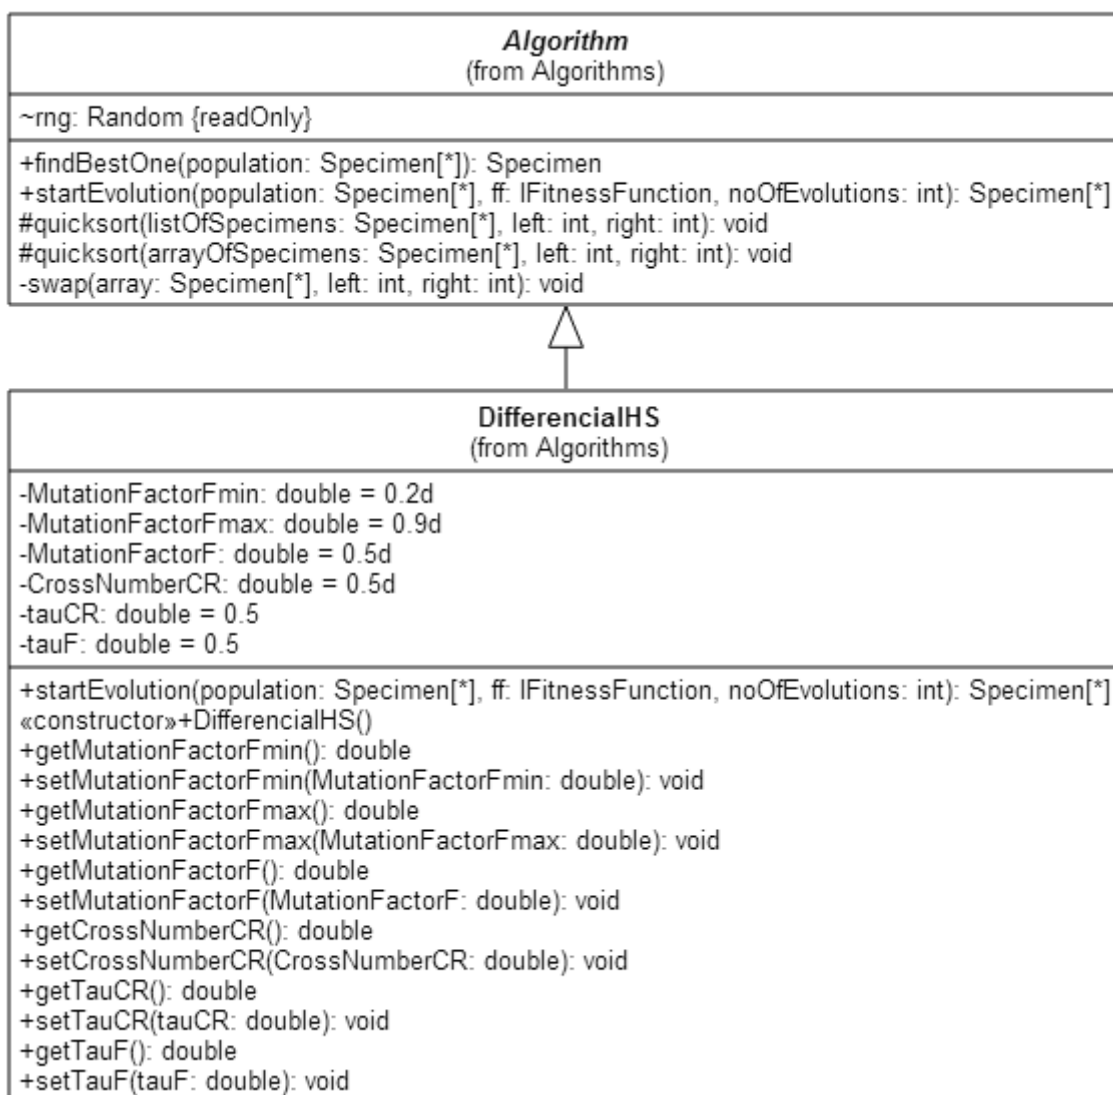 Algorithm
(from Algorithms)
~rng: Random {readOnly}
+findBestOne(population: Specimen[*]): Specimen
+startEvolution(population: Specimen[*], ff: IFitnessFunction, noOfEvolutions: int): Specimen[*]
#quicksort(listOfSpecimens: Specimen[*], left: int, right: int): void
#quicksort(arrayOfSpecimens: Specimen[*], left: int, right: int): void
-swap(array: Specimen[*], left: int, right: int): void
DifferencialHS
(from Algorithms)
-MutationFactorFmin: double = 0.2d
-MutationFactorFmax: double = 0.9d
-MutationFactorF: double = 0.5d
-CrossNumberCR: double = 0.5d
-tauCR: double = 0.5
-tauF: double = 0.5
+startEvolution(population: Specimen[*], ff: IFitnessFunction, noOfEvolutions: int): Specimen[*]
«constructor»+DifferencialHS()
+getMutationFactorFmin(): double
+setMutationFactorFmin(MutationFactorFmin: double): void
+getMutationFactorFmax(): double
+setMutationFactorFmax(MutationFactorFmax: double): void
+getMutationFactorF(): double
+setMutationFactorF(MutationFactorF: double): void
+getCrossNumberCR(): double
+setCrossNumberCR(CrossNumberCR: double): void
+getTauCR(): double
+setTauCR(tauCR: double): void
+getTauF(): double
+setTauF(tauF: double): void